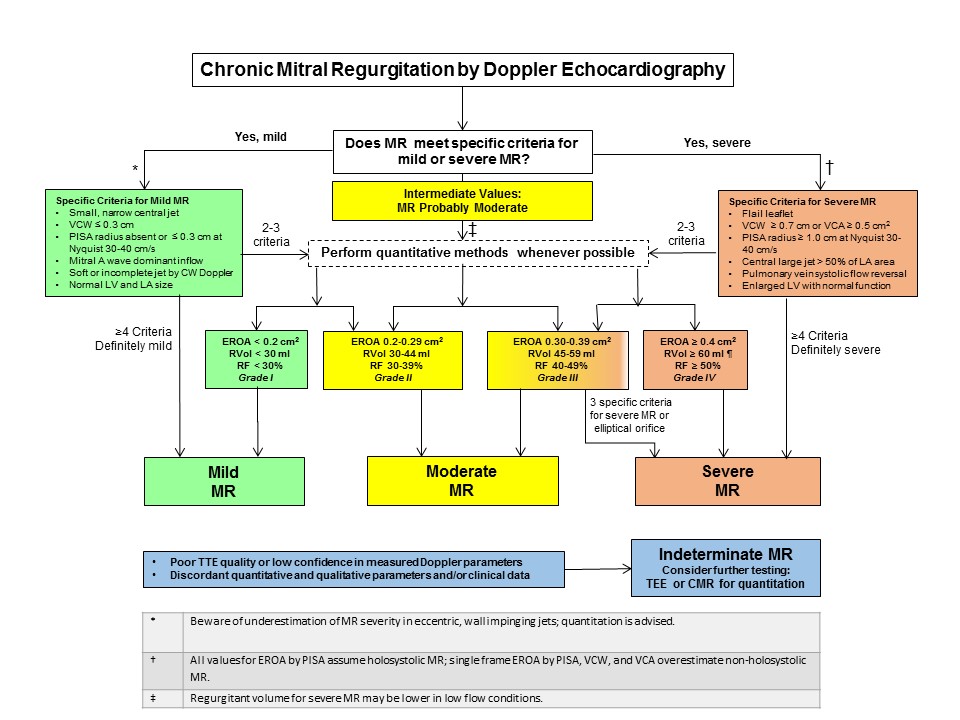 Chronic Mitral Regurgitation by Doppler Echocardiography
Yes, mild
Does MR meet specific criteria for
mild or severe MR?
Yes, severe
*
†
Intermediate Values:
MR Probably Moderate
‡
Specific Criteria for Mild MR
• Small, narrow central jet
• VCW ≤ 0.3 cm
• PISA radius absent or ≤ 0.3 cm at
Nyquist 30-40 cm/s
• Mitral A wave dominant inflow
• Soft or incomplete jet by CW Doppler
• Normal LV and LA size
2-3
criteria
Perform quantitative methods whenever possible
2-3
criteria
Specific Criteria for Severe MR
• Flail leaflet
• VCW ≥ 0.7 cm or VCA ≥ 0.5 cm²
• PISA radius ≥ 1.0 cm at Nyquist 30-
40 cm/s
• Central large jet > 50% of LA area
• Pulmonary vein systolic flow reversal
• Enlarged LV with normal function
≥4 Criteria
Definitely mild
EROA < 0.2 cm²
RVol < 30 ml
RF < 30%
Grade I
EROA 0.2-0.29 cm²
RVol 30-44 ml
RF 30-39%
Grade II
EROA 0.30-0.39 cm²
RVol 45-59 ml
RF 40-49%
Grade III
EROA ≥ 0.4 cm²
RVol ≥ 60 ml ¶
RF ≥ 50%
Grade IV
≥4 Criteria
Definitely severe
3 specific criteria
for severe MR or
elliptical orifice
Mild
MR
Moderate
MR
Severe
MR
• Poor TTE quality or low confidence in measured Doppler parameters
• Discordant quantitative and qualitative parameters and/or clinical data
Indeterminate MR
Consider further testing:
TEE or CMR for quantitation
* Beware of underestimation of MR severity in eccentric, wall impinging jets; quantitation is advised.
† All values for EROA by PISA assume holosystolic MR; single frame EROA by PISA, VCW, and VCA overestimate non-holosystolic
MR.
‡ Regurgitant volume for severe MR may be lower in low flow conditions.